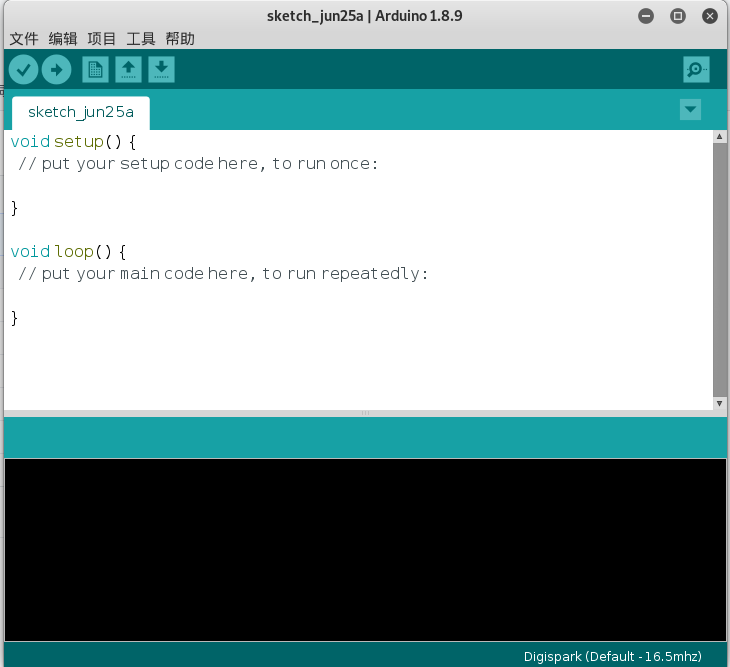 sketch_jun25a | Arduino 1.8.9
文件 编辑 项目 工具 帮助
sketch_jun25a
void setup() {
// put your setup code here, to run once:
}
void loop() {
// put your main code here, to run repeatedly:
}
Digispark (Default - 16.5mhz)